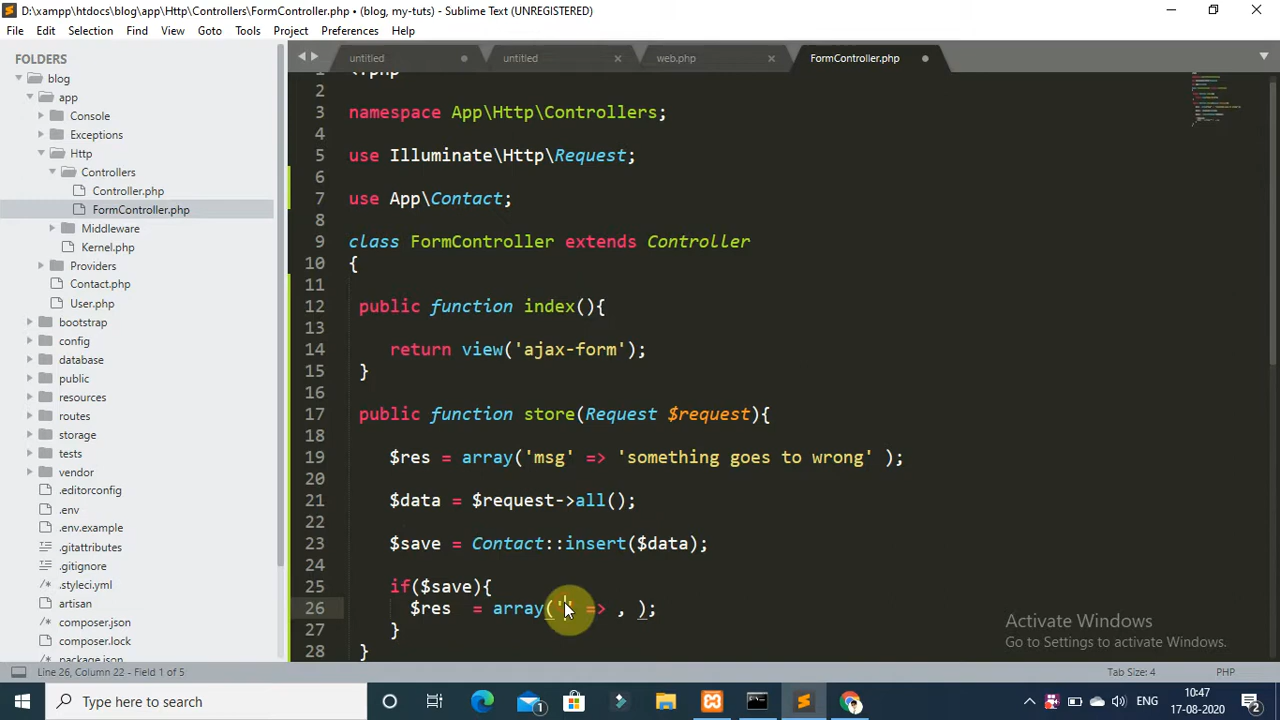 D:\xampp\htdocs\blog\app\Http\Controllers\FormController.php • (blog, my-tuts) - Sublime Text (UNREGISTERED)
File Edit Selection Find View Goto Tools Project Preferences Help
FOLDERS
blog
app
Console
Exceptions
Http
Controllers
Controller.php
FormController.php
Middleware
Kernel.php
Providers
Contact.php
User.php
bootstrap
config
database
public
resources
routes
storage
tests
vendor
.editorconfig
.env
.env.example
.gitattributes
.gitignore
.styleci.yml
artisan
composer.json
composer.lock
package.json
untitled untitled web.php FormController.php
1 <?php
2
3 namespace App\Http\Controllers;
4
5 use Illuminate\Http\Request;
6
7 use App\Contact;
8
9 class FormController extends Controller
10 {
11
12 public function index(){
13
14 return view('ajax-form');
15 }
16
17 public function store(Request $request){
18
19 $res = array('msg' => 'something goes to wrong' );
20
21 $data = $request->all();
22
23 $save = Contact::insert($data);
24
25 if($save){
26 $res = array('' => , );
27 }
28 }
Activate Windows
Go to Settings to activate Windows.
Line 26, Column 22 - Field 1 of 5 Tab Size: 4 PHP
Type here to search
1
ENG
10:47
17-08-2020
2